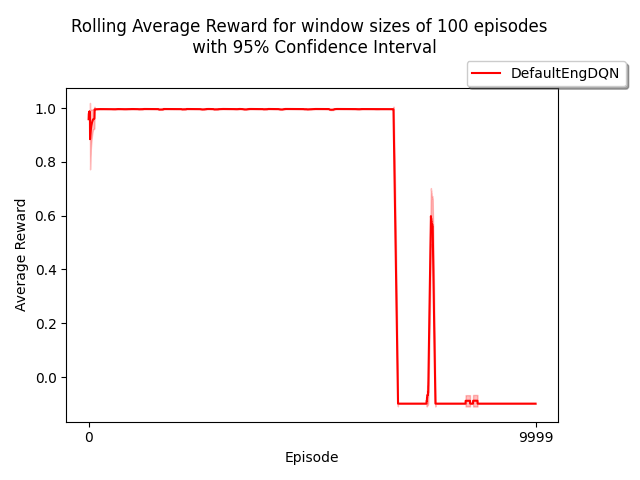 Rolling Average Reward for window sizes of 100 episodes
with 95% Confidence Interval
DefaultEngDQN
1.0
0.8
0.6
0.4
0.2
0.0
Average Reward
0
9999
Episode